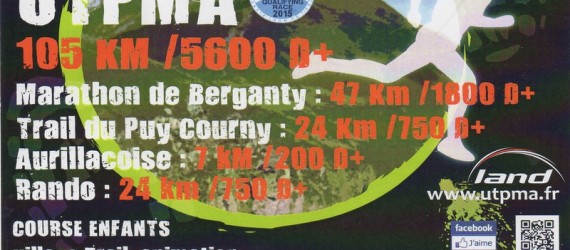 UTPMA
QUALIFYING
RACE
2015
105 KM /5600 D+
Marathon de Berganty : 47 Km /1800 D+
Trail du Puy Courny : 24 Km /750 D+
Aurillacoise : 7 KM /200 D+
Rando : 24 km /750 D+
land
www.utpma.fr
COURSE ENFANTS
facebook
J'aime